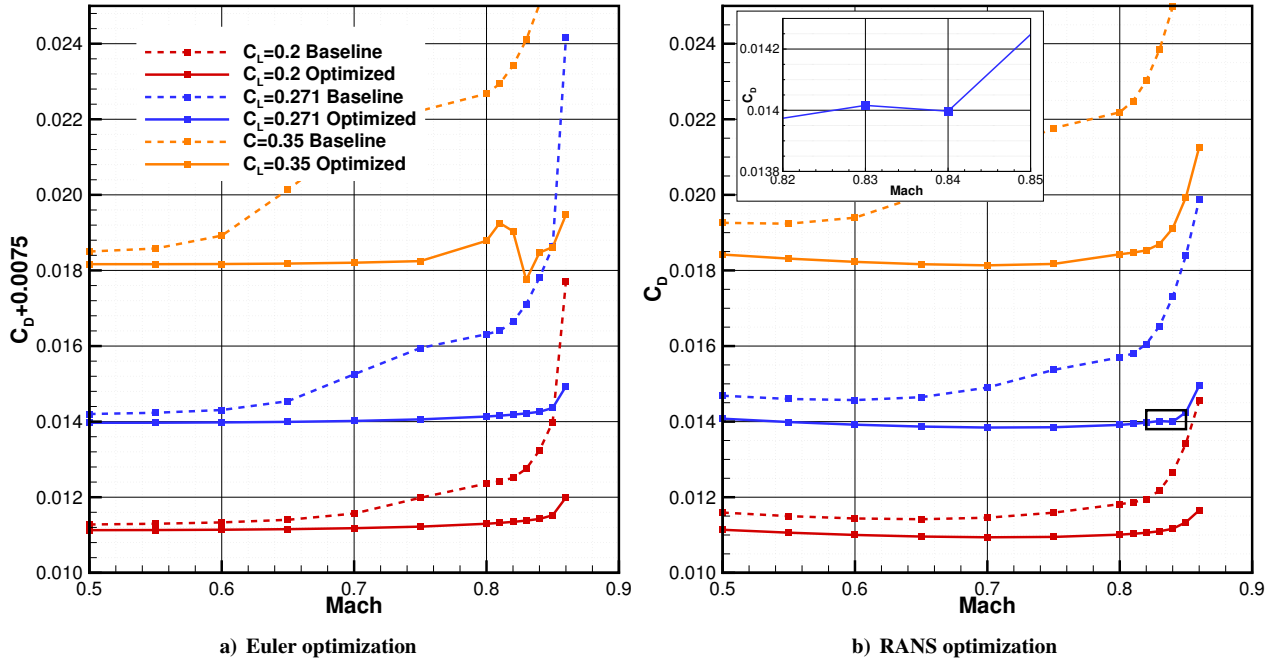 0.024
0.022
0.020
0.018
0.016
0.014
0.012
0.010
C_D+0.0075
C_L=0.2 Baseline
C_L=0.2 Optimized
C_L=0.271 Baseline
C_L=0.271 Optimized
C=0.35 Baseline
C_L=0.35 Optimized
0.5 0.6 0.7 0.8 0.9
Mach
a) Euler optimization
0.024
0.022
0.020
0.018
0.016
0.014
0.012
0.010
C_D
0.0142
0.014
0.0138
C_D
0.82 0.83 0.84 0.85
Mach
0.5 0.6 0.7 0.8 0.9
Mach
b) RANS optimization